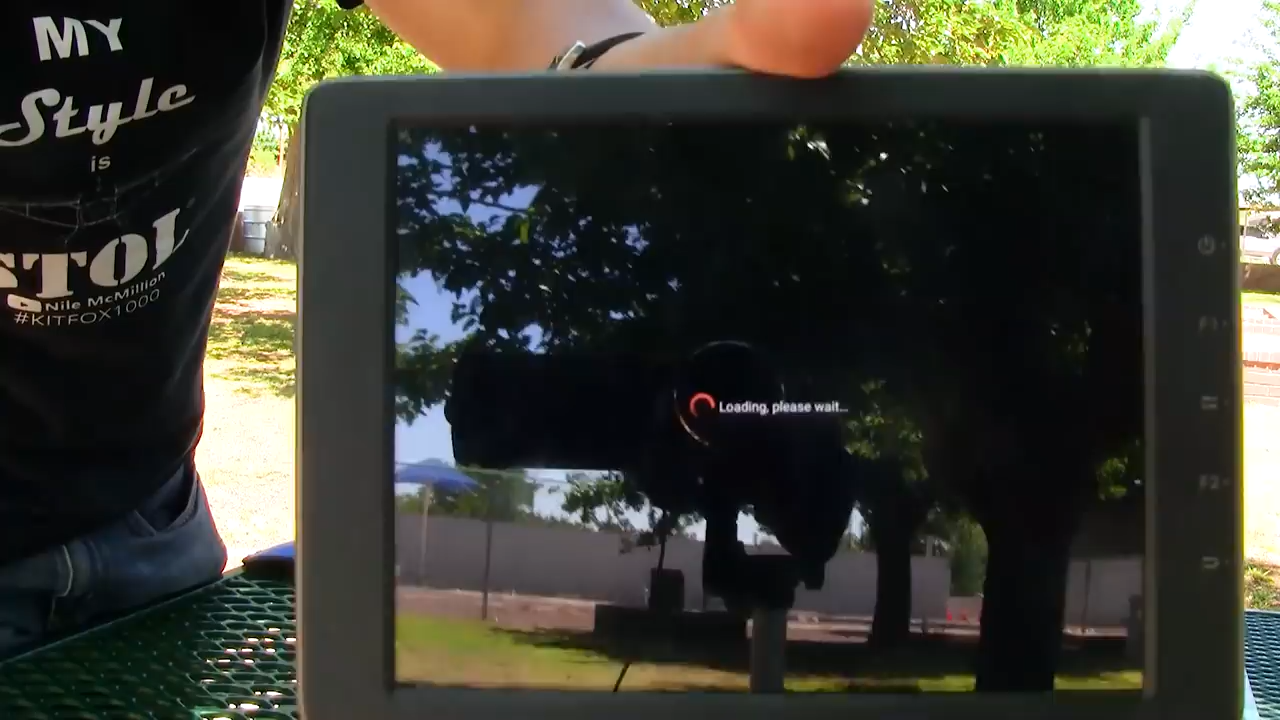 MY
Style
is
STOL
Nile McMillion
#KITFOX1000
Loading, please wait...
F1
F2